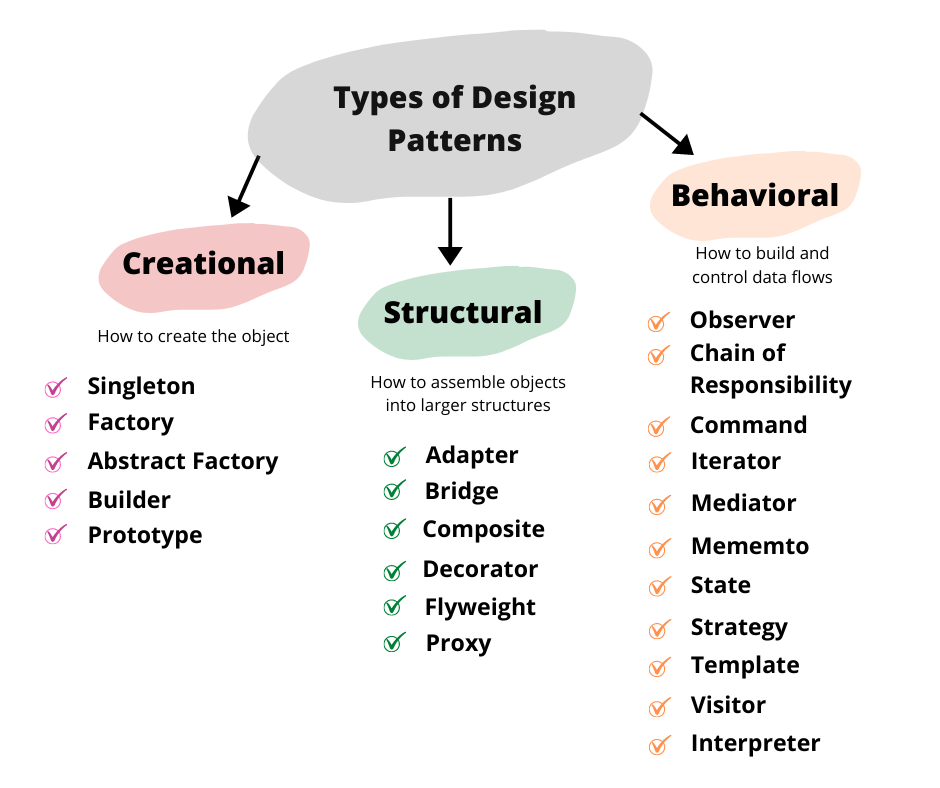 Types of Design
Patterns
Creational
How to create the object
Singleton
Factory
Abstract Factory
Builder
Prototype
Structural
How to assemble objects
into larger structures
Adapter
Bridge
Composite
Decorator
Flyweight
Proxy
Behavioral
How to build and
control data flows
Observer
Chain of
Responsibility
Command
Iterator
Mediator
Mememto
State
Strategy
Template
Visitor
Interpreter